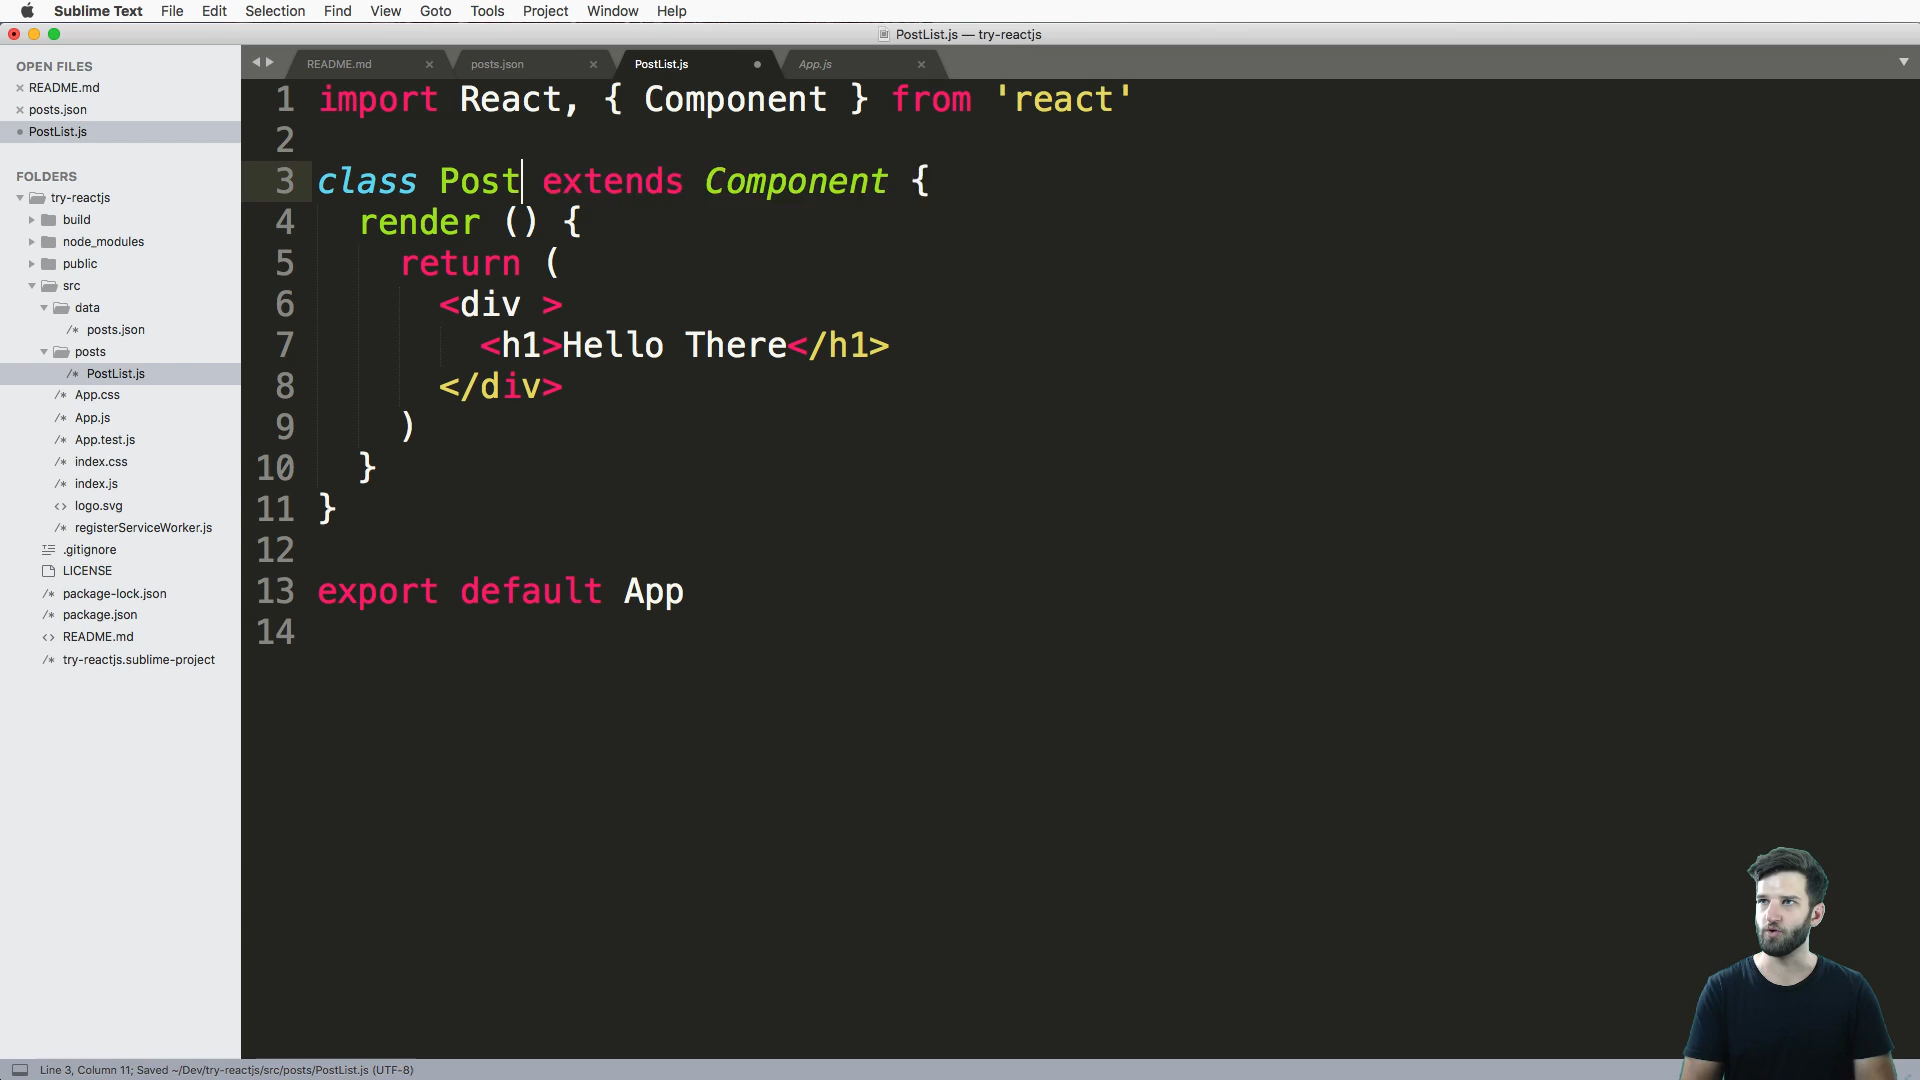 Sublime Text File Edit Selection Find View Goto Tools Project Window Help
PostList.js — try-reactjs
OPEN FILES
README.md
posts.json
PostList.js
FOLDERS
try-reactjs
build
node_modules
public
src
data
posts.json
posts
PostList.js
App.css
App.js
App.test.js
index.css
index.js
logo.svg
registerServiceWorker.js
.gitignore
LICENSE
package-lock.json
package.json
README.md
try-reactjs.sublime-project
README.md posts.json PostList.js App.js
1 import React, { Component } from 'react'
2
3 class Post extends Component {
4 render () {
5 return (
6 <div >
7 <h1>Hello There</h1>
8 </div>
9 )
10 }
11 }
12
13 export default App
14
Line 3, Column 11; Saved ~/Dev/try-reactjs/src/posts/PostList.js (UTF-8)